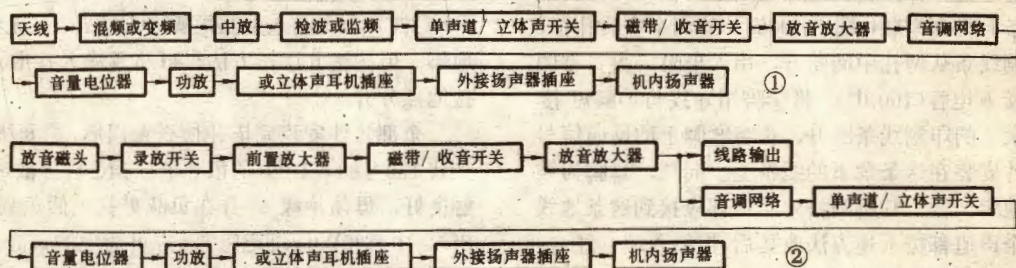 天线 混频或变频 中放 检波或监频 单声道/立体声开关 磁带/收音开关 放音放大器 音调网络
音量电位器 功放 或立体声耳机插座 外接扬声器插座 机内扬声器 ①
放音磁头 录放开关 前置放大器 磁带/收音开关 放音放大器 线路输出
音调网络 单声道/立体声开关
音量电位器 功放 或立体声耳机插座 外接扬声器插座 机内扬声器 ②